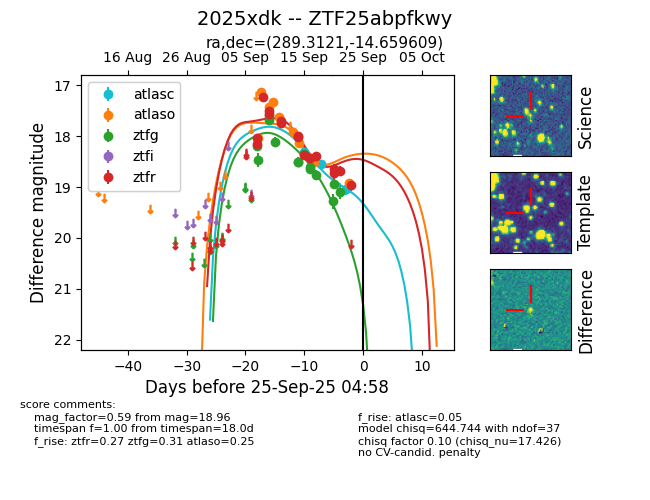 2025xdk -- ZTF25abpfkwy
ra,dec=(289.3121,-14.659609)
16 Aug 26 Aug 05 Sep 15 Sep 25 Sep 05 Oct
17
18
19
20
21
22
Difference magnitude
atlasc
atlaso
ztfg
ztfi
ztfr
−40 −30 −20 −10 0 10
Days before 25-Sep-25 04:58
Science
Template
Difference
score comments:
mag_factor=0.59 from mag=18.96
timespan f=1.00 from timespan=18.0d
f_rise: ztfr=0.27 ztfg=0.31 atlaso=0.25
f_rise: atlasc=0.05
model chisq=644.744 with ndof=37
chisq factor 0.10 (chisq_nu=17.426)
no CV-candid. penalty